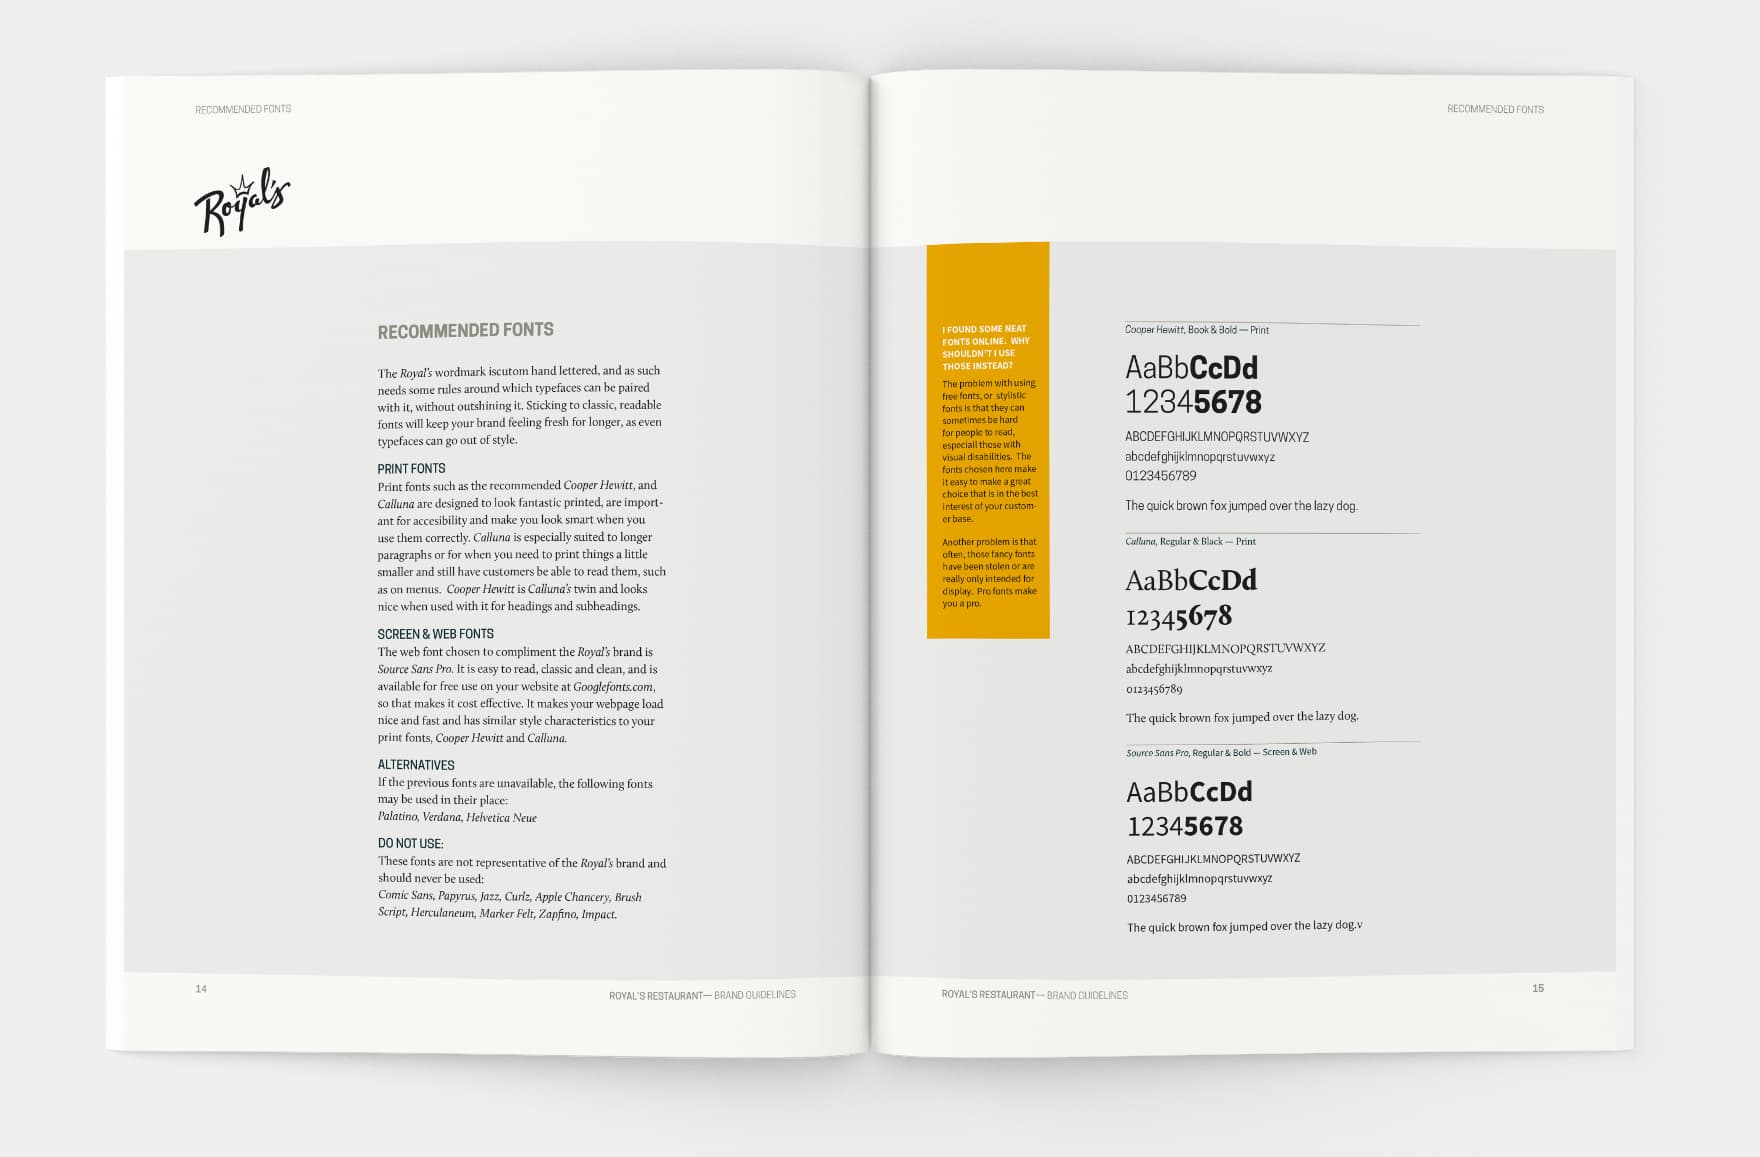 RECOMMENDED FONTS
Royal's
RECOMMENDED FONTS
The Royal's wordmark iscutom hand lettered, and as such
needs some rules around which typefaces can be paired
with it, without outshining it. Sticking to classic, readable
fonts will keep your brand feeling fresh for longer, as even
typefaces can go out of style.
PRINT FONTS
Print fonts such as the recommended Cooper Hewitt, and
Calluna are designed to look fantastic printed, are import-
ant for accesibility and make you look smart when you
use them correctly. Calluna is especially suited to longer
paragraphs or for when you need to print things a little
smaller and still have customers be able to read them, such
as on menus.  Cooper Hewitt is Calluna's twin and looks
nice when used with it for headings and subheadings.
SCREEN & WEB FONTS
The web font chosen to compliment the Royal's brand is
Source Sans Pro. It is easy to read, classic and clean, and is
available for free use on your website at Googlefonts.com,
so that makes it cost effective. It makes your webpage load
nice and fast and has similar style characteristics to your
print fonts, Cooper Hewitt and Calluna.
ALTERNATIVES
If the previous fonts are unavailable, the following fonts
may be used in their place:
Palatino, Verdana, Helvetica Neue
DO NOT USE:
These fonts are not representative of the Royal's brand and
should never be used:
Comic Sans, Papyrus, Jazz, Curlz, Apple Chancery, Brush
Script, Herculaneum, Marker Felt, Zapfino, Impact.
14
ROYAL'S RESTAURANT— BRAND GUIDELINES
RECOMMENDED FONTS
I FOUND SOME NEAT
FONTS ONLINE.  WHY
SHOULDN'T I USE
THOSE INSTEAD?
The problem with using
free fonts, or  stylistic
fonts is that they can
sometimes be hard
for people to read,
especiall those with
visual disabilities.  The
fonts chosen here make
it easy to make a great
choice that is in the best
interest of your custom-
er base.
Another problem is that
often, those fancy fonts
have been stolen or are
really only intended for
display.  Pro fonts make
you a pro.
Cooper Hewitt, Book & Bold — Print
AaBbCcDd
12345678
ABCDEFGHIJKLMNOPQRSTUVWXYZ
abcdefghijklmnopqrstuvwxyz
0123456789
The quick brown fox jumped over the lazy dog.
Calluna, Regular & Black — Print
AaBbCcDd
12345678
ABCDEFGHIJKLMNOPQRSTUVWXYZ
abcdefghijklmnopqrstuvwxyz
0123456789
The quick brown fox jumped over the lazy dog.
Source Sans Pro, Regular & Bold — Screen & Web
AaBbCcDd
12345678
ABCDEFGHIJKLMNOPQRSTUVWXYZ
abcdefghijklmnopqrstuvwxyz
0123456789
The quick brown fox jumped over the lazy dog.v
ROYAL'S RESTAURANT— BRAND GUIDELINES
15